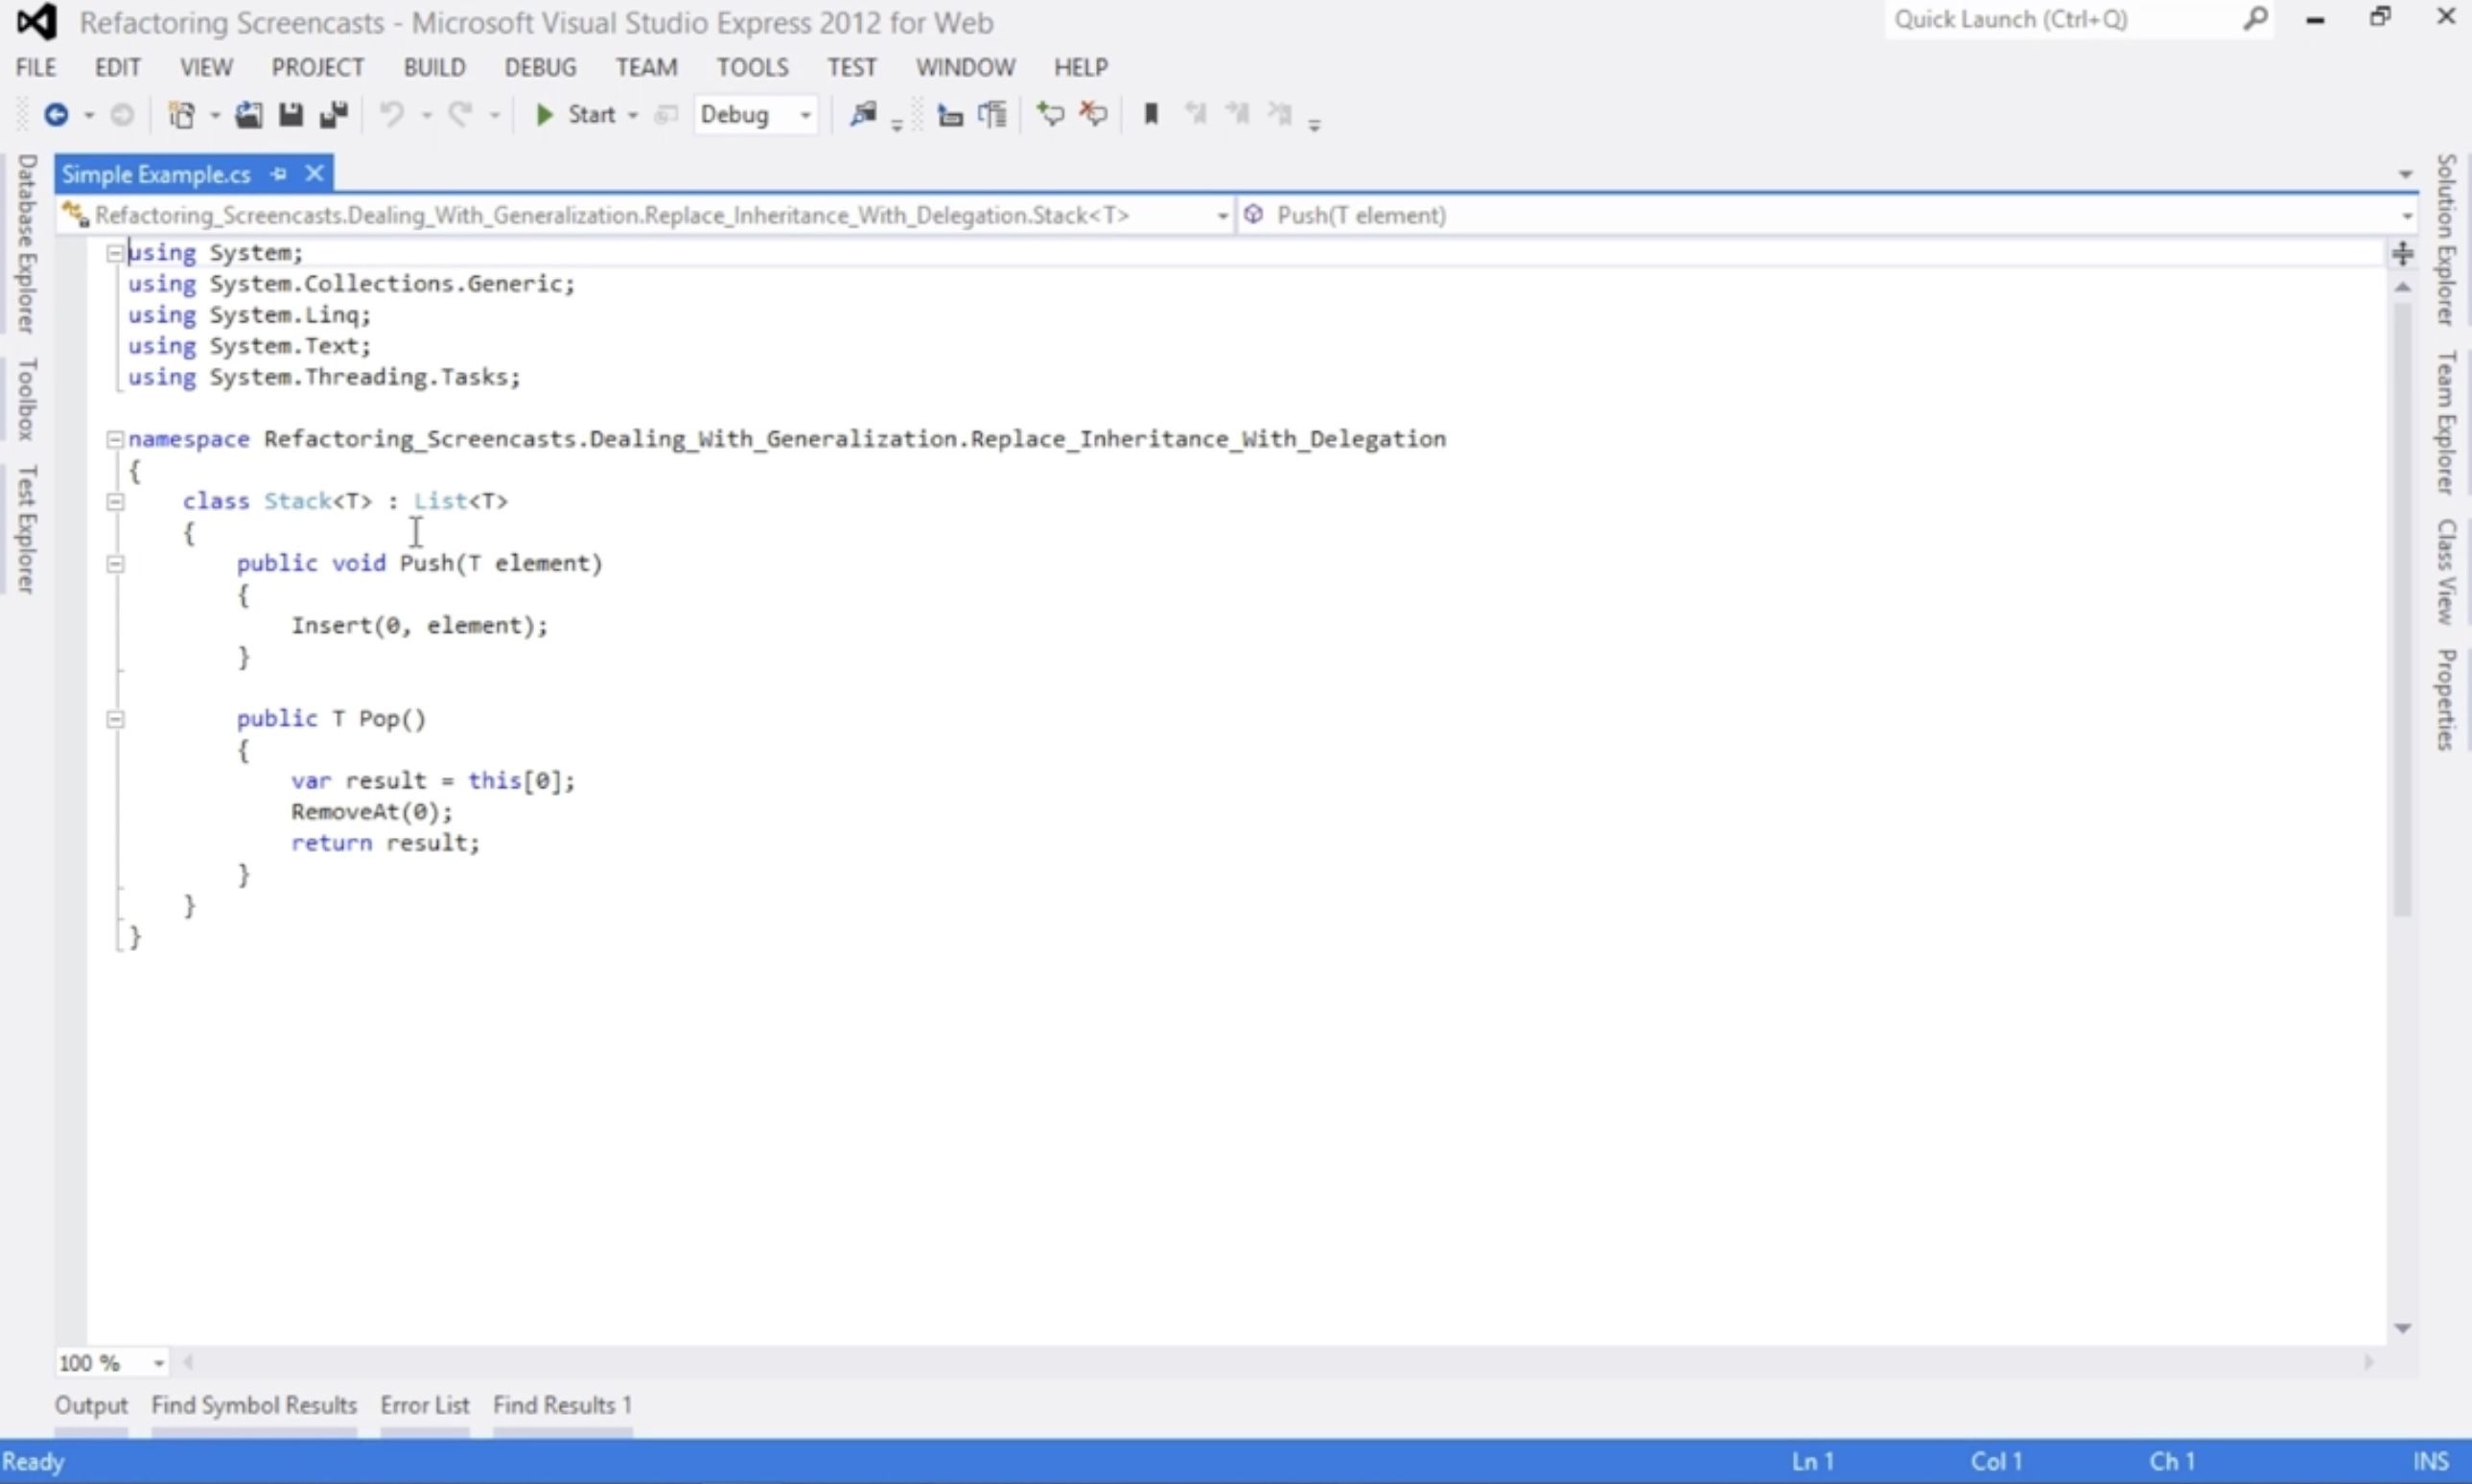 Refactoring Screencasts - Microsoft Visual Studio Express 2012 for Web
Quick Launch (Ctrl+Q)
FILE EDIT VIEW PROJECT BUILD DEBUG TEAM TOOLS TEST WINDOW HELP
Start Debug
Database Explorer
Toolbox
Test Explorer
Simple Example.cs
Refactoring_Screencasts.Dealing_With_Generalization.Replace_Inheritance_With_Delegation.Stack<T> Push(T element)
using System;
using System.Collections.Generic;
using System.Linq;
using System.Text;
using System.Threading.Tasks;
namespace Refactoring_Screencasts.Dealing_With_Generalization.Replace_Inheritance_With_Delegation
{
    class Stack<T> : List<T>
    {
        public void Push(T element)
        {
            Insert(0, element);
        }
        public T Pop()
        {
            var result = this[0];
            RemoveAt(0);
            return result;
        }
    }
}
Solution Explorer
Team Explorer
Class View
Properties
100 %
Output Find Symbol Results Error List Find Results 1
Ready Ln 1 Col 1 Ch 1 INS